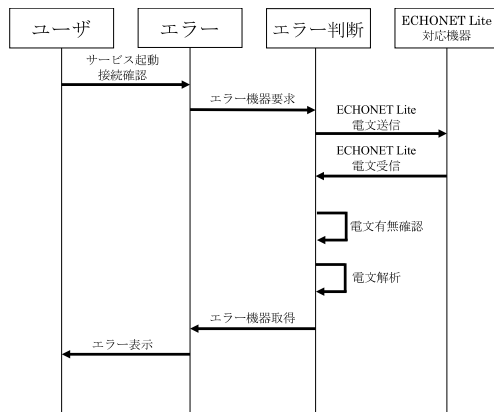 ユーザ
エラー
エラー判断
ECHONET Lite
対応機器
サービス起動
接続確認
エラー機器要求
ECHONET Lite
電文送信
ECHONET Lite
電文受信
電文有無確認
電文解析
エラー機器取得
エラー表示